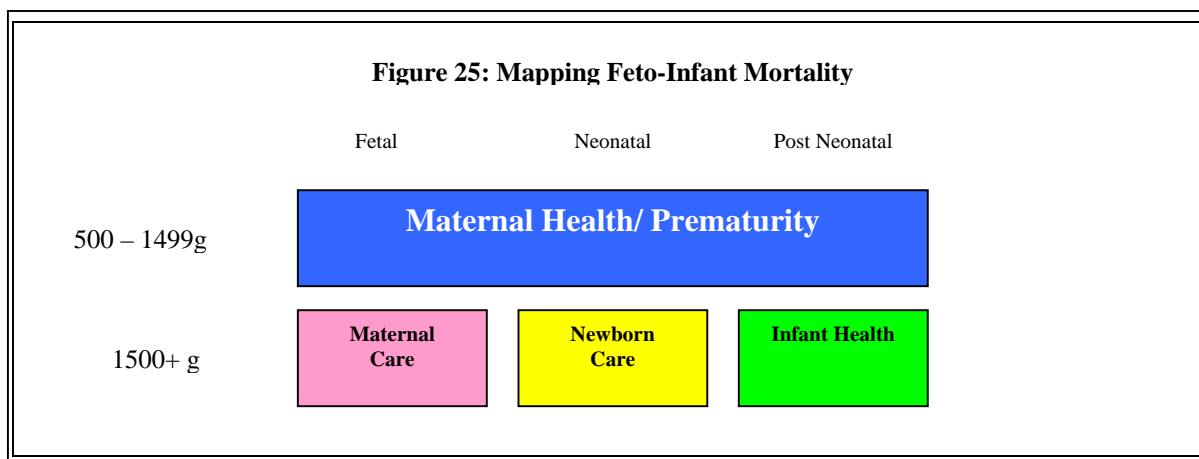 Figure 25: Mapping Feto-Infant Mortality
Fetal Neonatal Post Neonatal
500 – 1499g
Maternal Health/ Prematurity
1500+ g
Maternal
Care
Newborn
Care
Infant Health